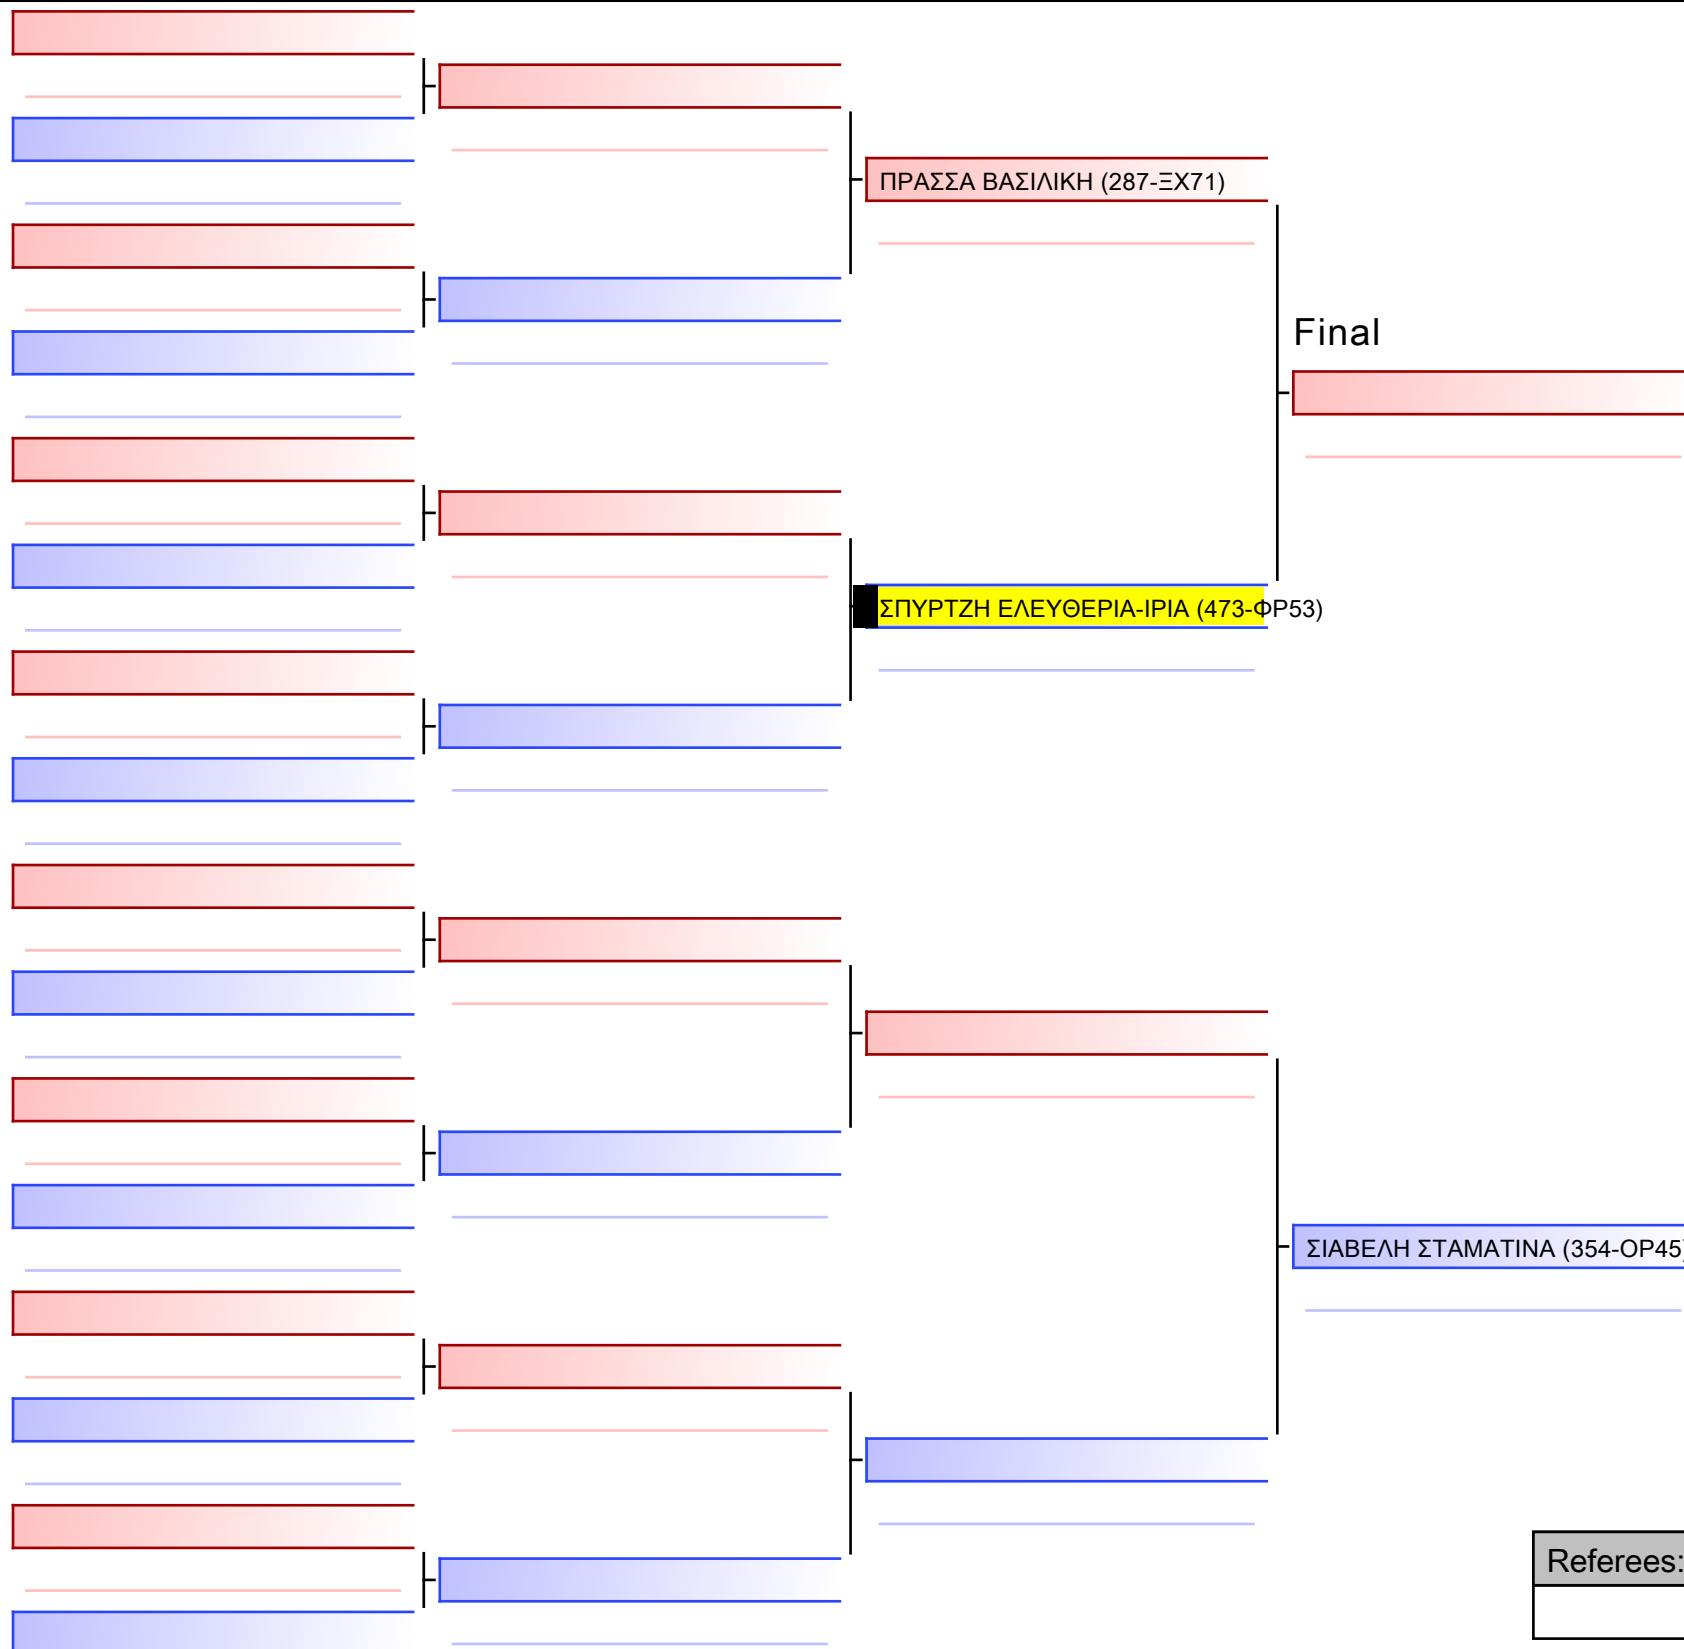 ΠΡΑΣΣΑ ΒΑΣΙΛΙΚΗ (287-ΞΧ71)
Final
ΣΠΥΡΤΖΗ ΕΛΕΥΘΕΡΙΑ-ΙΡΙΑ (473-ΦΡ53)
ΣΙΑΒΕΛΗ ΣΤΑΜΑΤΙΝΑ (354-ΟΡ45)
Referees: